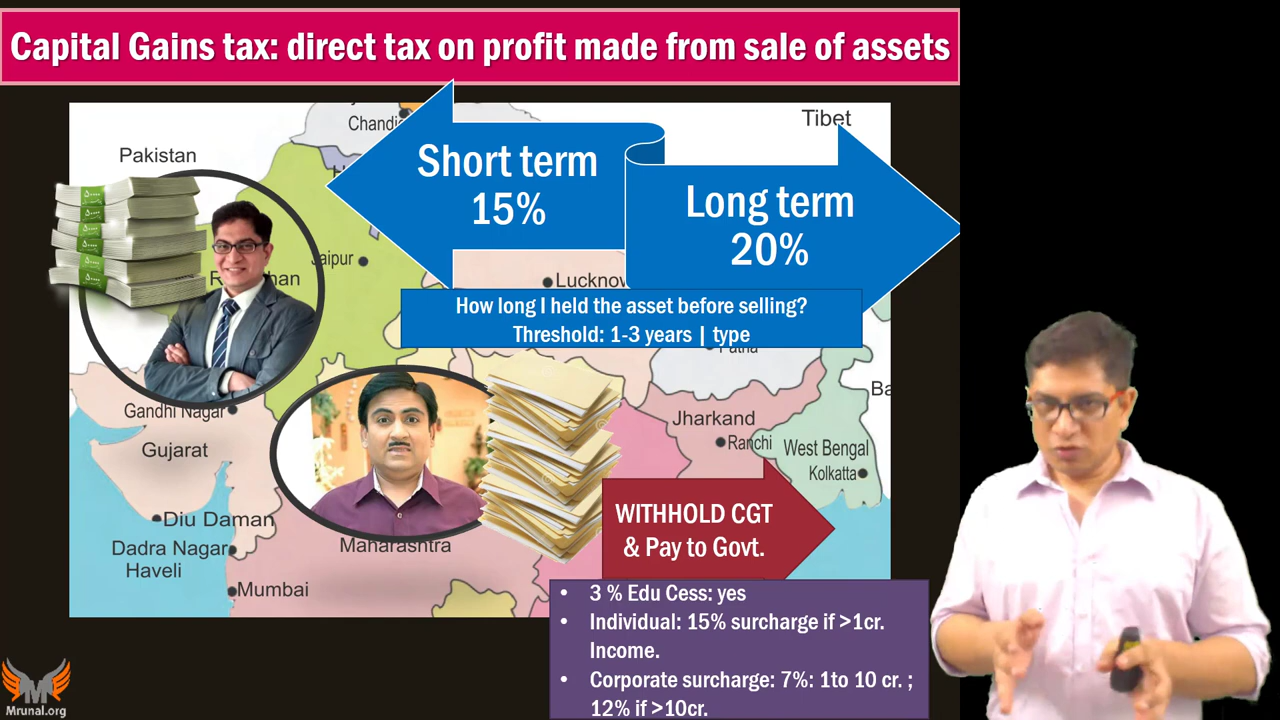 Capital Gains tax: direct tax on profit made from sale of assets
Tibet
Pakistan
Short term
15%
Long term
20%
Jaipur
Lucknow
How long I held the asset before selling?
Threshold: 1-3 years | type
Patna
Gandhi Nagar
Gujarat
Jharkand
Ranchi
West Bengal
Kolkatta
Diu Daman
Dadra Nagar
Haveli
Maharashtra
Mumbai
WITHHOLD CGT
& Pay to Govt.
• 3 % Edu Cess: yes
• Individual: 15% surcharge if >1cr.
Income.
• Corporate surcharge: 7%: 1to 10 cr. ;
12% if >10cr.
Mrunal.org